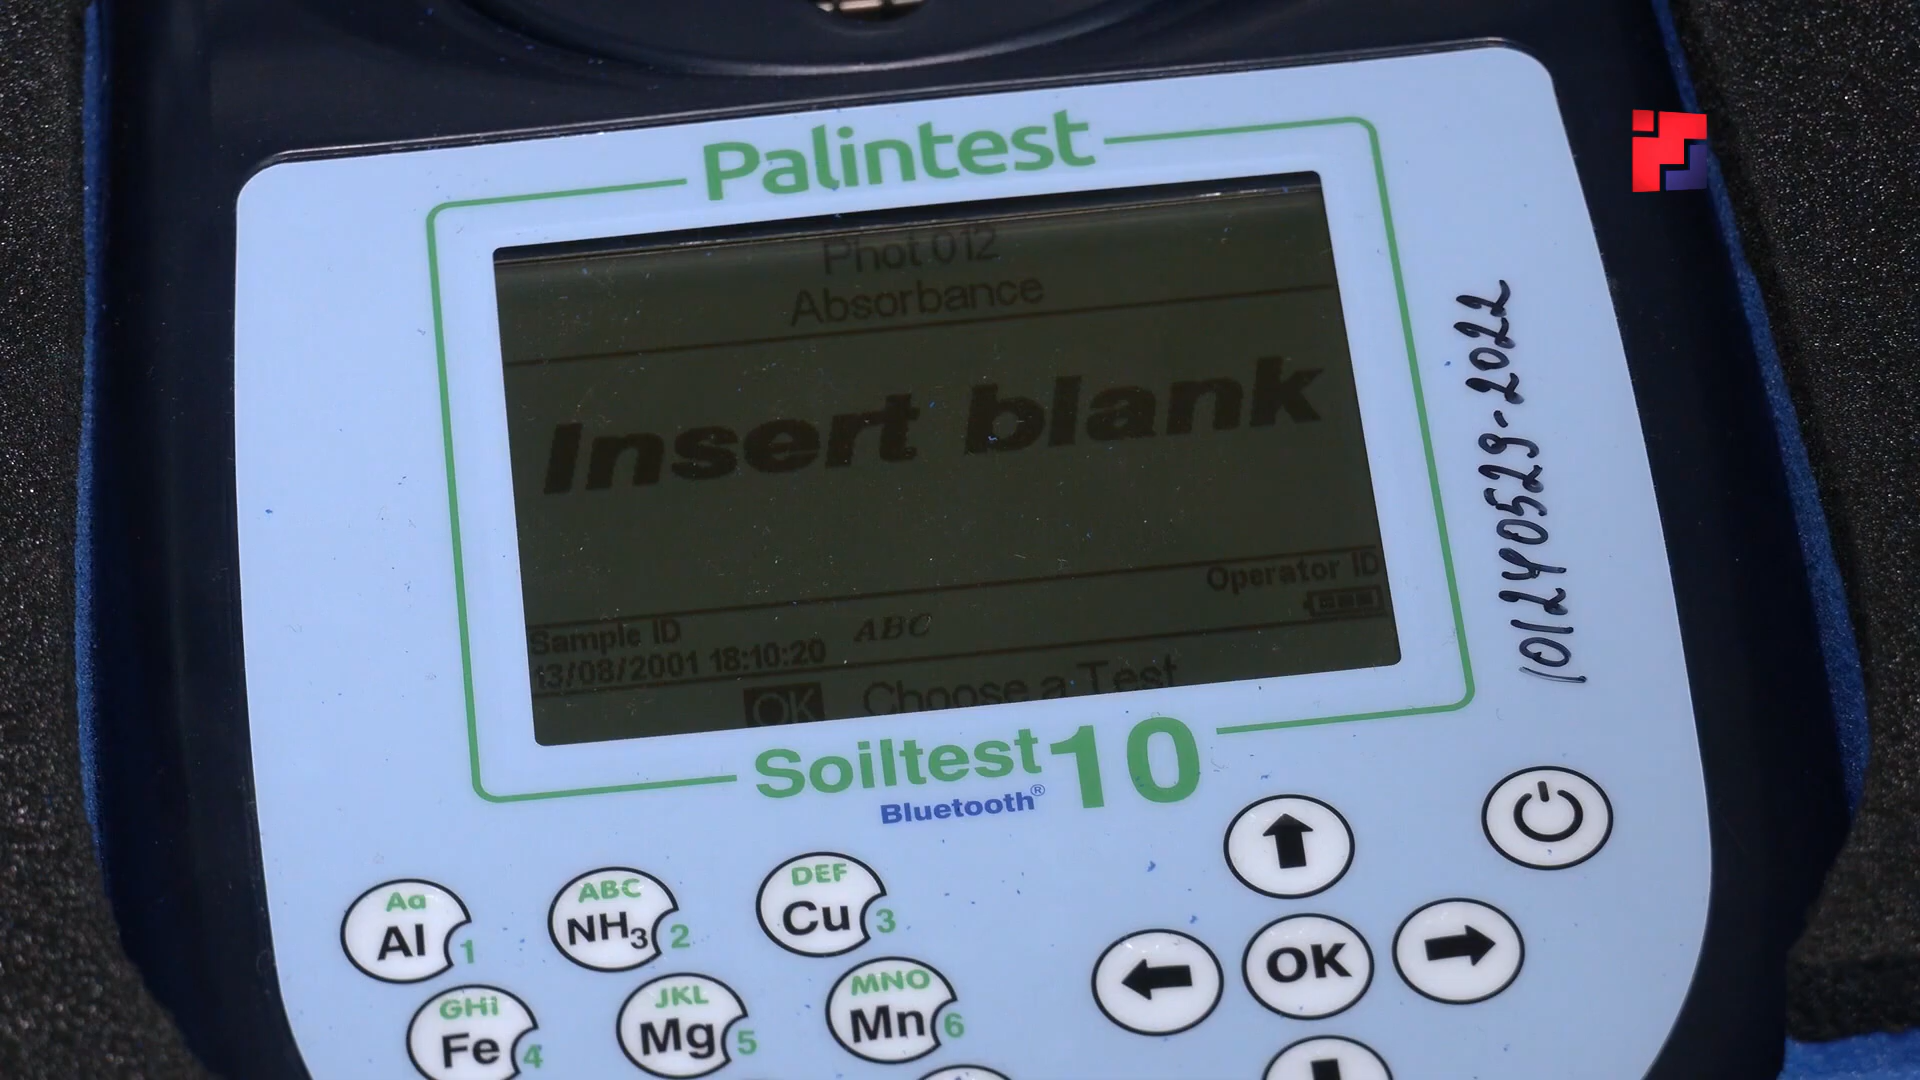 Palintest
Phot 012
Absorbance
Insert blank
Operator ID
Sample ID
ABC
13/08/2001 18:10:20
OK Choose a Test
Soiltest 10
Bluetooth®
1012440529-2022
Aa
Al 1
ABC
NH₃ 2
DEF
Cu 3
GHi
Fe 4
JKL
Mg 5
MNO
Mn 6
OK